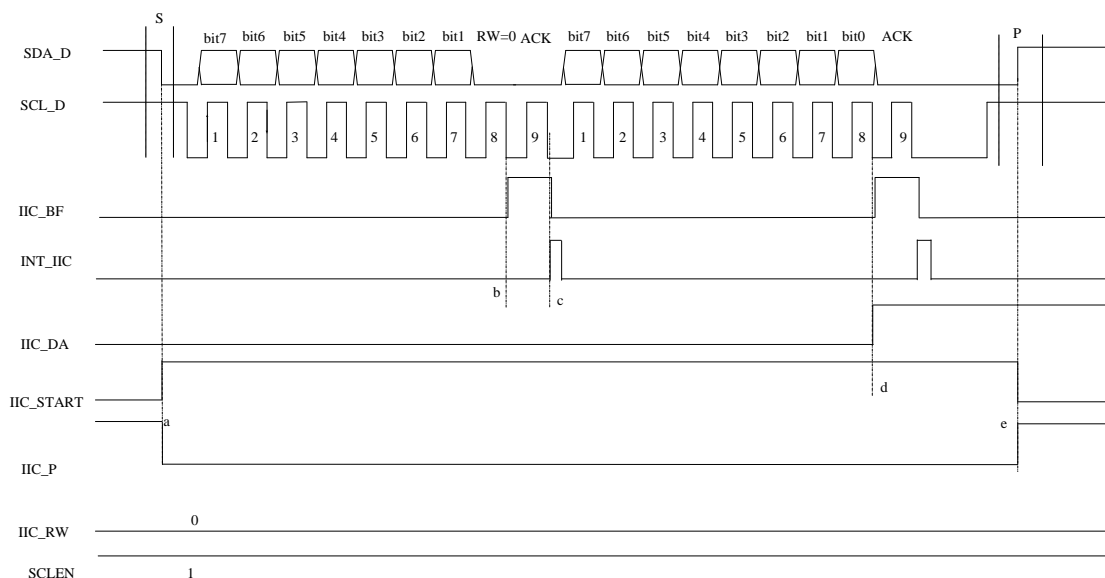 S
bit7 bit6 bit5 bit4 bit3 bit2 bit1 RW=0 ACK bit7 bit6 bit5 bit4 bit3 bit2 bit1 bit0 ACK P
SDA_D
SCL_D
1 2 3 4 5 6 7 8 9 1 2 3 4 5 6 7 8 9
IIC_BF
INT_IIC
b c
IIC_DA
d
IIC_START
a e
IIC_P
0
IIC_RW
SCLEN 1